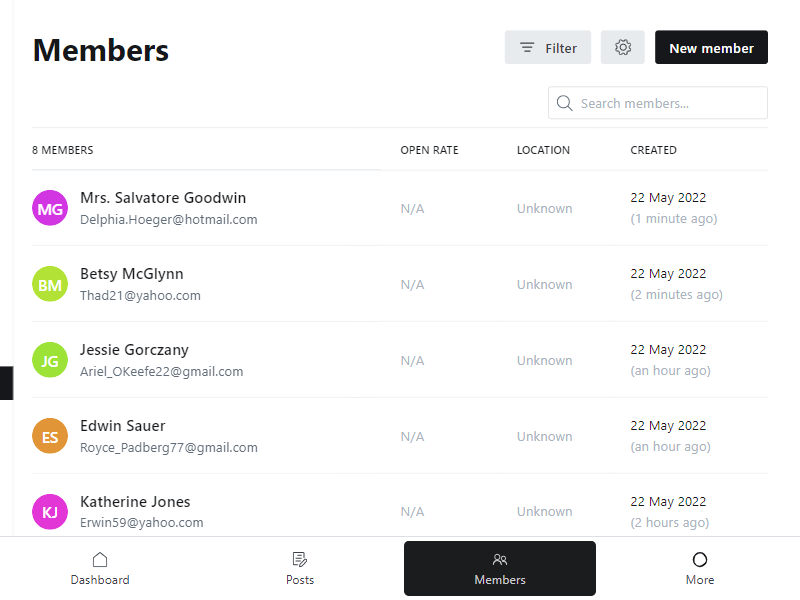 Members
Filter
New member
Search members...
8 MEMBERS OPEN RATE LOCATION CREATED
MG Mrs. Salvatore Goodwin N/A Unknown 22 May 2022
Delphia.Hoeger@hotmail.com (1 minute ago)
BM Betsy McGlynn N/A Unknown 22 May 2022
Thad21@yahoo.com (2 minutes ago)
JG Jessie Gorczany N/A Unknown 22 May 2022
Ariel_OKeefe22@gmail.com (an hour ago)
ES Edwin Sauer N/A Unknown 22 May 2022
Royce_Padberg77@gmail.com (an hour ago)
KJ Katherine Jones N/A Unknown 22 May 2022
Erwin59@yahoo.com (2 hours ago)
Dashboard Posts Members More